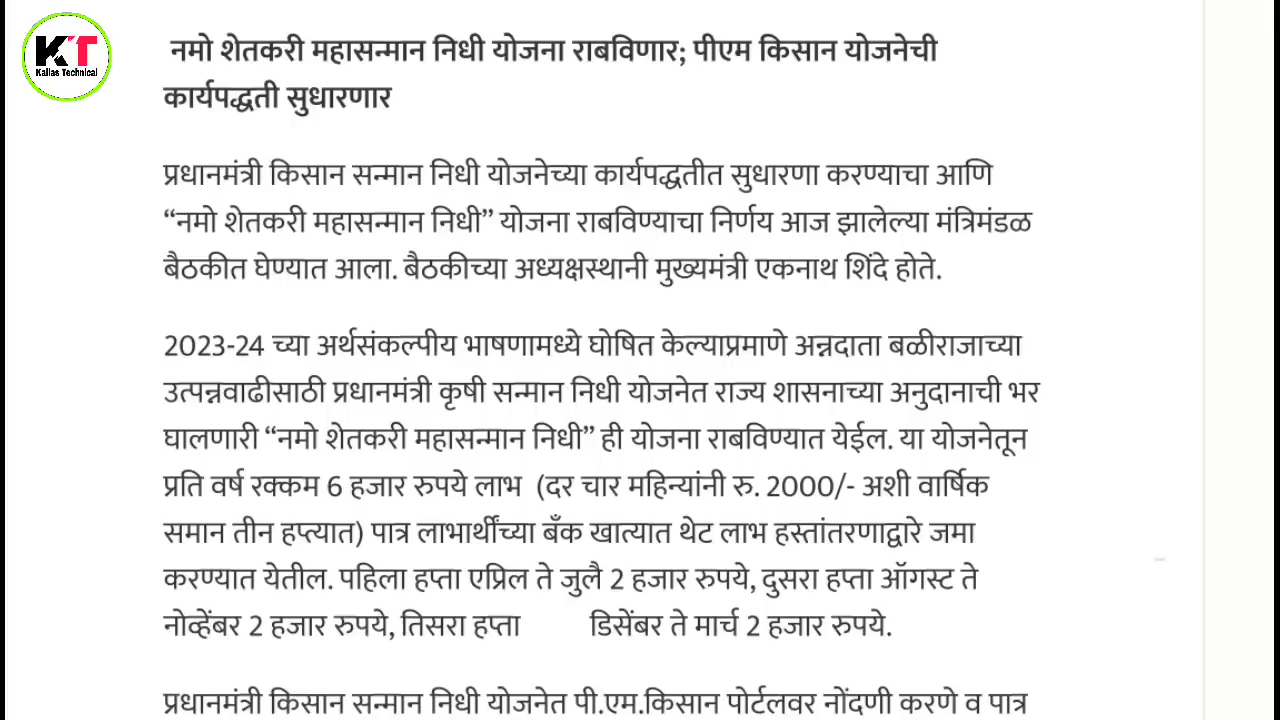 KT
Kailas Technical
नमो शेतकरी महासन्मान निधी योजना राबविणार; पीएम किसान योजनेची
कार्यपद्धती सुधारणार
प्रधानमंत्री किसान सन्मान निधी योजनेच्या कार्यपद्धतीत सुधारणा करण्याचा आणि
“नमो शेतकरी महासन्मान निधी” योजना राबविण्याचा निर्णय आज झालेल्या मंत्रिमंडळ
बैठकीत घेण्यात आला. बैठकीच्या अध्यक्षस्थानी मुख्यमंत्री एकनाथ शिंदे होते.
2023-24 च्या अर्थसंकल्पीय भाषणामध्ये घोषित केल्याप्रमाणे अन्नदाता बळीराजाच्या
उत्पन्नवाढीसाठी प्रधानमंत्री कृषी सन्मान निधी योजनेत राज्य शासनाच्या अनुदानाची भर
घालणारी “नमो शेतकरी महासन्मान निधी” ही योजना राबविण्यात येईल. या योजनेतून
प्रति वर्ष रक्कम 6 हजार रुपये लाभ (दर चार महिन्यांनी रु. 2000/- अशी वार्षिक
समान तीन हप्त्यात) पात्र लाभार्थींच्या बँक खात्यात थेट लाभ हस्तांतरणाद्वारे जमा
करण्यात येतील. पहिला हप्ता एप्रिल ते जुलै 2 हजार रुपये, दुसरा हप्ता ऑगस्ट ते
नोव्हेंबर 2 हजार रुपये, तिसरा हप्ता डिसेंबर ते मार्च 2 हजार रुपये.
प्रधानमंत्री किसान सन्मान निधी योजनेत पी.एम.किसान पोर्टलवर नोंदणी करणे व पात्र